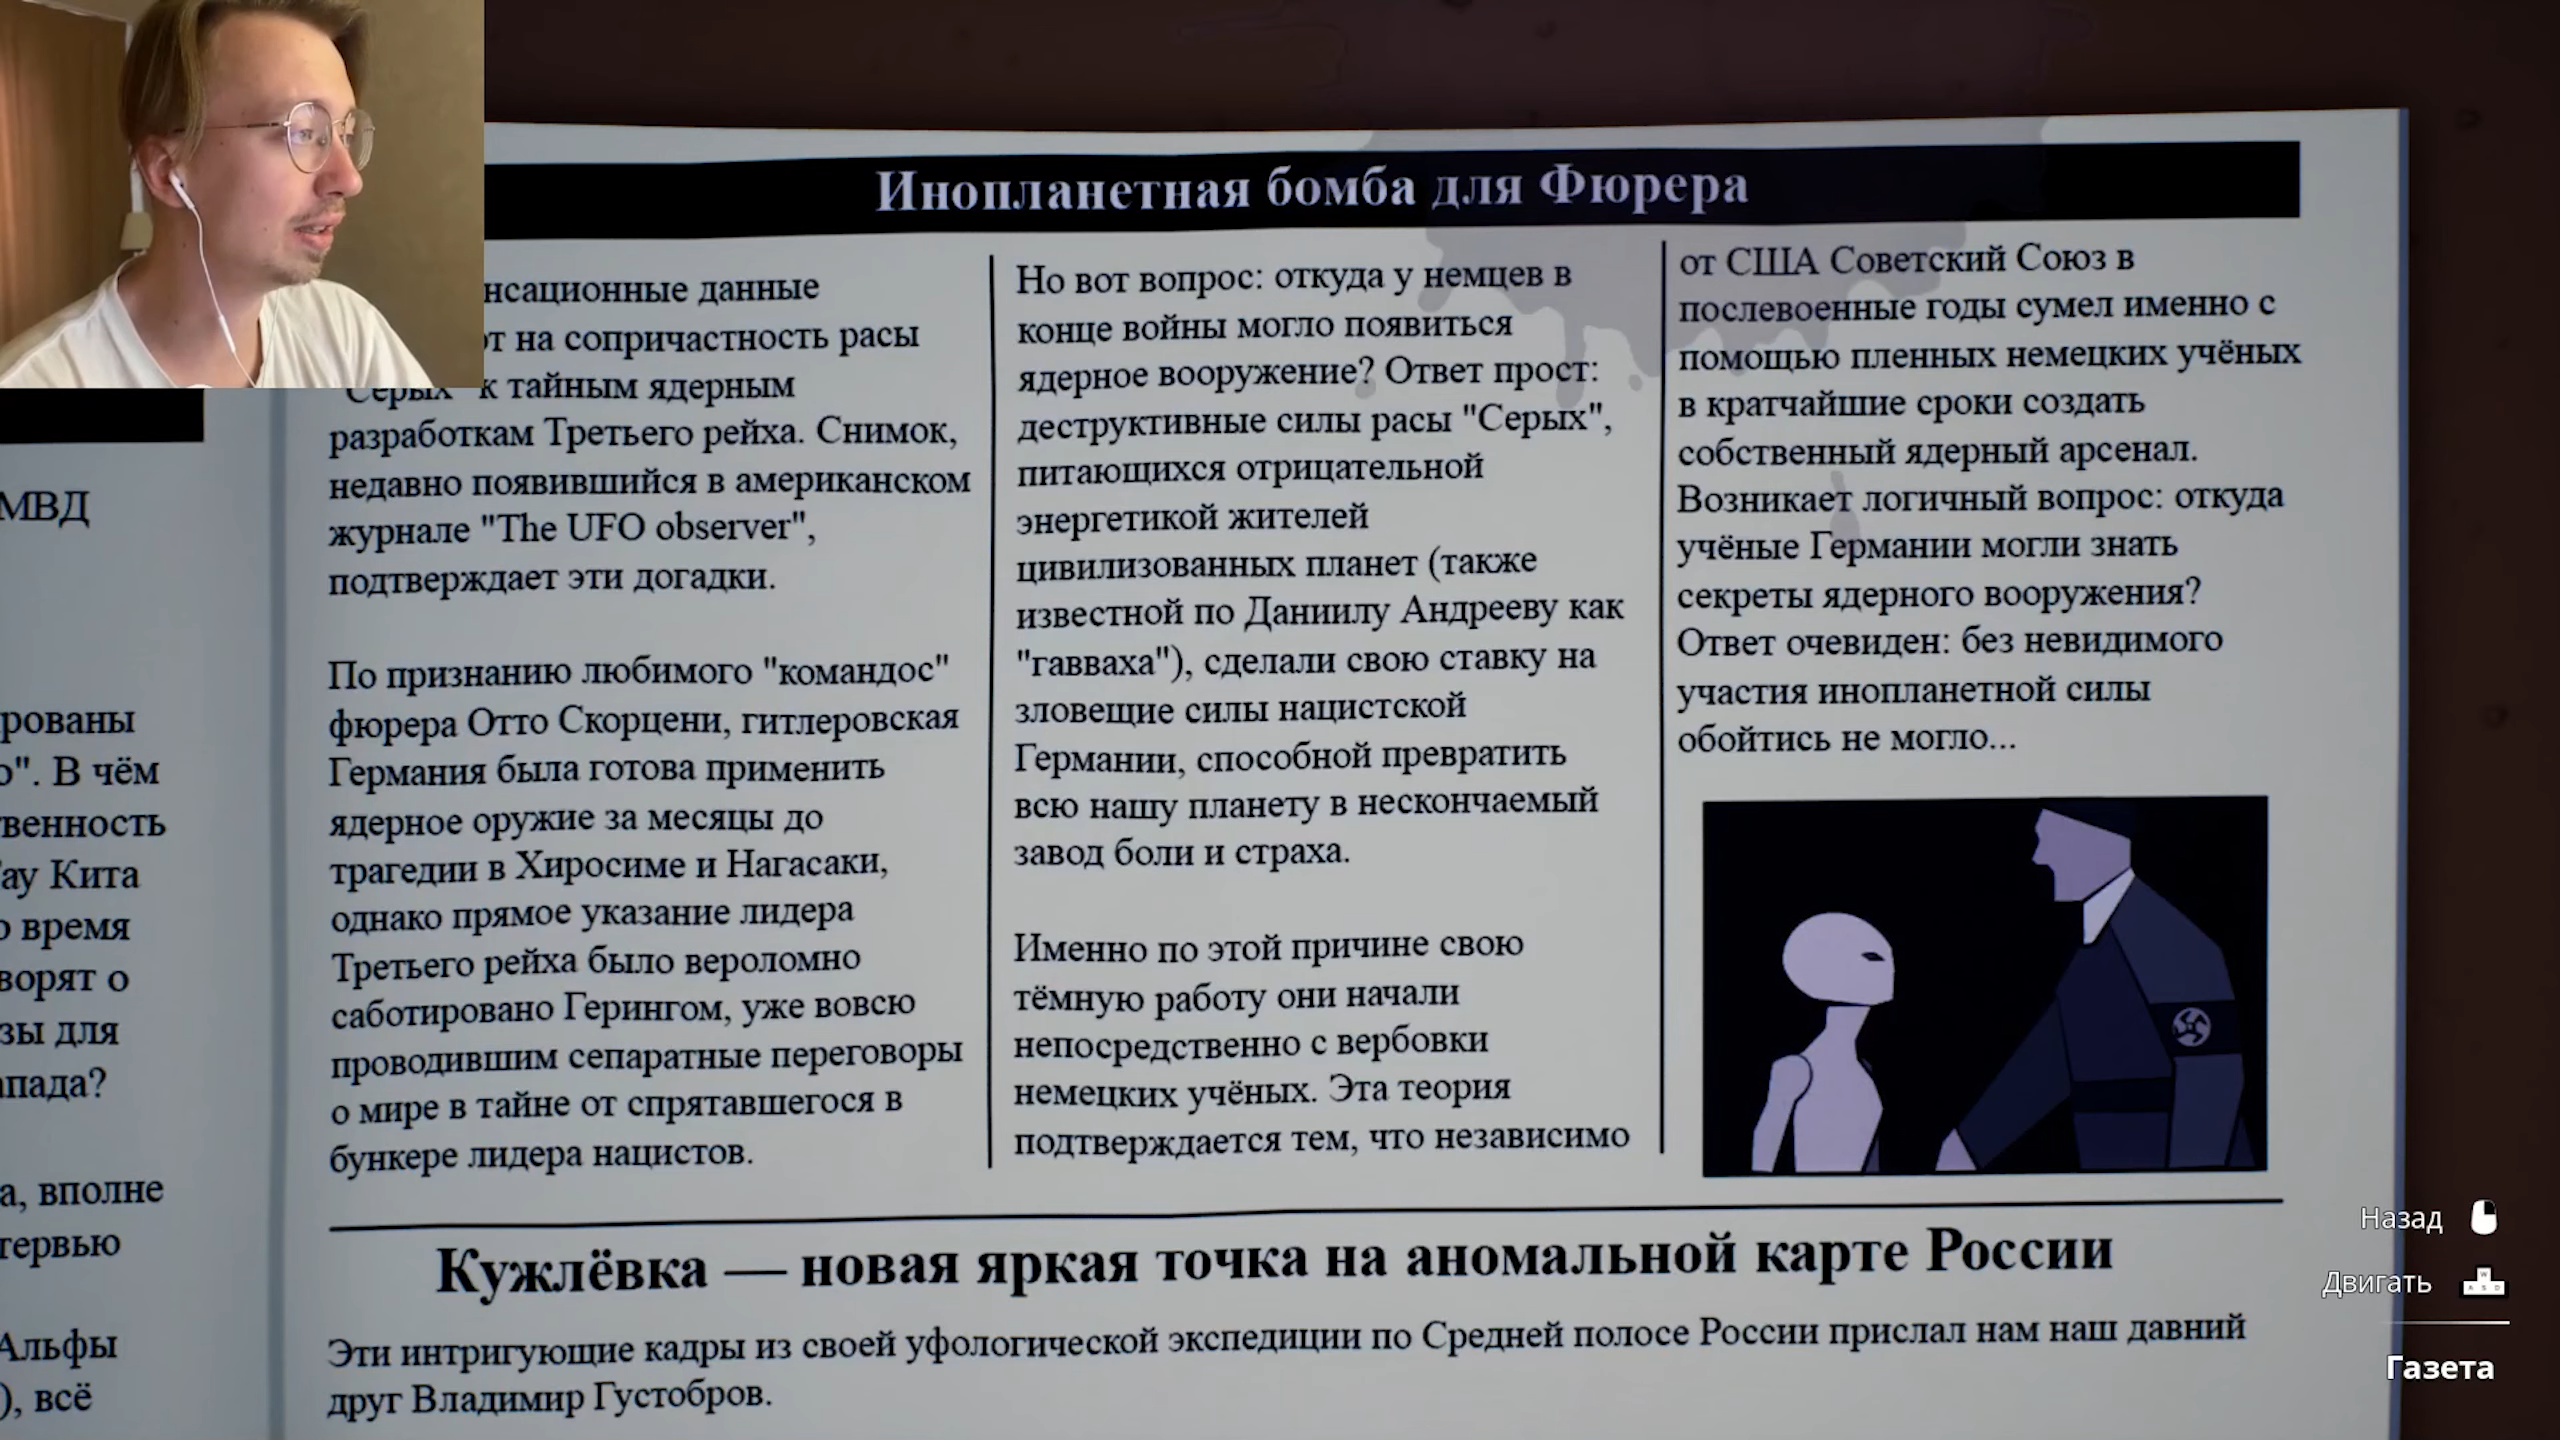 Инопланетная бомба для Фюрера
данные
на сопричастность расы
"Серых" к тайным ядерным
разработкам Третьего рейха. Снимок,
недавно появившийся в американском
журнале "The UFO observer",
подтверждает эти догадки.
По признанию любимого "командос"
фюрера Отто Скорцени, гитлеровская
Германия была готова применить
ядерное оружие за месяцы до
трагедии в Хиросиме и Нагасаки,
однако прямое указание лидера
Третьего рейха было вероломно
саботировано Герингом, уже вовсю
проводившим сепаратные переговоры
о мире в тайне от спрятавшегося в
бункере лидера нацистов.
Но вот вопрос: откуда у немцев в
конце войны могло появиться
ядерное вооружение? Ответ прост:
деструктивные силы расы "Серых",
питающихся отрицательной
энергетикой жителей
цивилизованных планет (также
известной по Даниилу Андрееву как
"гавваха"), сделали свою ставку на
зловещие силы нацистской
Германии, способной превратить
всю нашу планету в нескончаемый
завод боли и страха.
Именно по этой причине свою
тёмную работу они начали
непосредственно с вербовки
немецких учёных. Эта теория
подтверждается тем, что независимо
от США Советский Союз в
послевоенные годы сумел именно с
помощью пленных немецких учёных
в кратчайшие сроки создать
собственный ядерный арсенал.
Возникает логичный вопрос: откуда
учёные Германии могли знать
секреты ядерного вооружения?
Ответ очевиден: без невидимого
участия инопланетной силы
обойтись не могло...
Кужлёвка — новая яркая точка на аномальной карте России
Эти интригующие кадры из своей уфологической экспедиции по Средней полосе России прислал нам наш давний
друг Владимир Густобров.
МВД
В чём
Кита
время
о
для
вполне
всё
Назад
Двигать
Газета